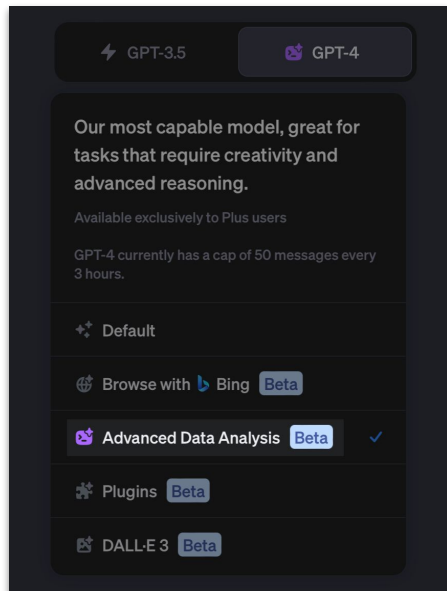 GPT-3.5
GPT-4
Our most capable model, great for
tasks that require creativity and
advanced reasoning.
Available exclusively to Plus users
GPT-4 currently has a cap of 50 messages every
3 hours.
Default
Browse with Bing Beta
Advanced Data Analysis Beta
Plugins Beta
DALL·E 3 Beta